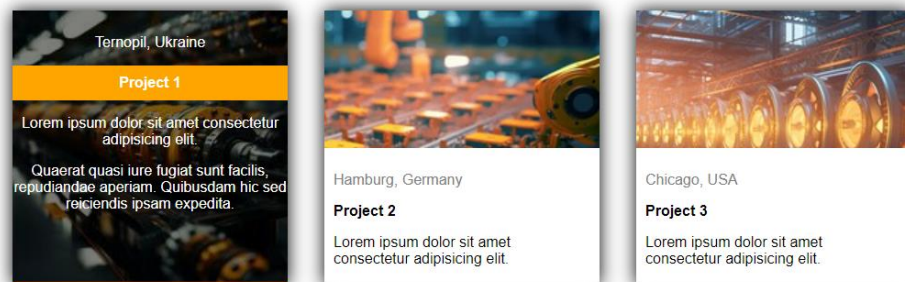 Ternopil, Ukraine
Project 1
Lorem ipsum dolor sit amet consectetur
adipisicing elit.
Quaerat quasi iure fugiat sunt facilis,
repudiandae aperiam. Quibusdam hic sed
reiciendis ipsam expedita.
Hamburg, Germany
Project 2
Lorem ipsum dolor sit amet
consectetur adipisicing elit.
Chicago, USA
Project 3
Lorem ipsum dolor sit amet
consectetur adipisicing elit.